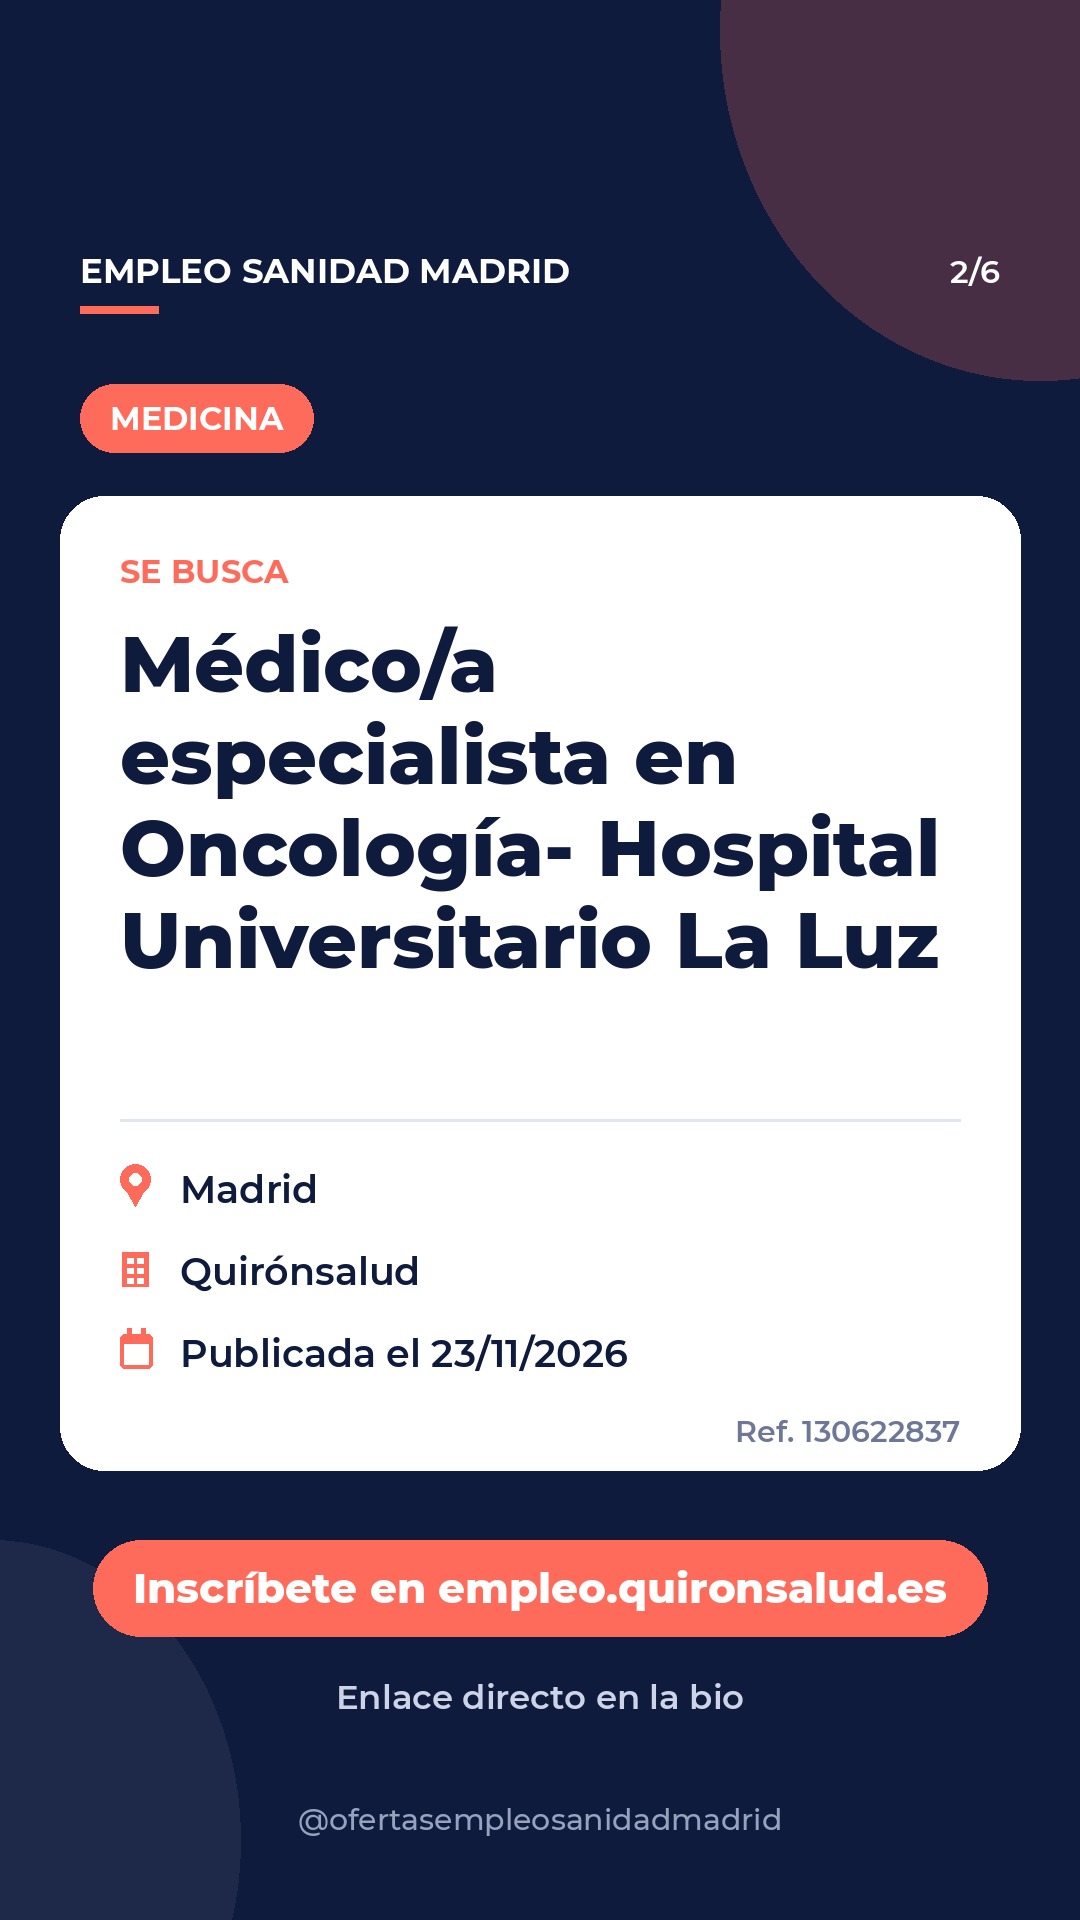 EMPLEO SANIDAD MADRID
2/6
MEDICINA
SE BUSCA
Médico/a
especialista en
Oncología- Hospital
Universitario La Luz
Madrid
Quirónsalud
Publicada el 23/11/2026
Ref. 130622837
Inscríbete en empleo.quironsalud.es
Enlace directo en la bio
@ofertasempleosanidadmadrid